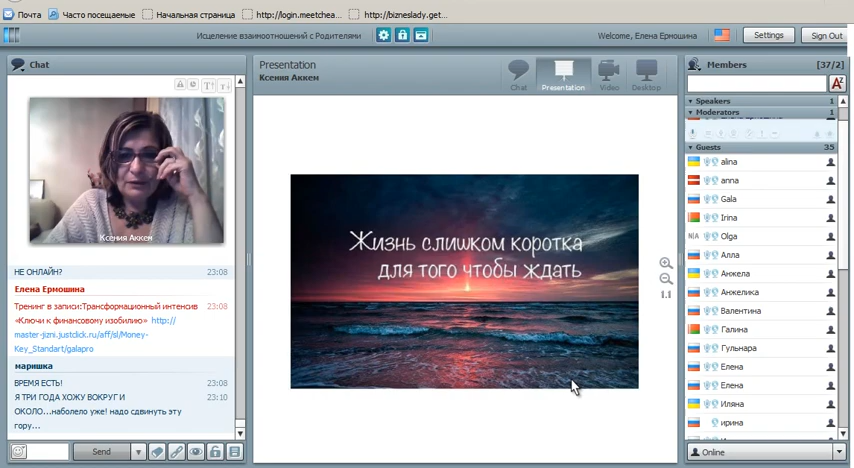 Почта
Часто посещаемые
Начальная страница
http://login.meetchea...
http://bizneslady.get...
Исцеление взаимоотношений с Родителями
Welcome, Елена Ермошина
Settings
Sign Out
Chat
T
T
Ксения Аккем
НЕ ОНЛАЙН?
23:08
Елена Ермошина
Тренинг в записи:Трансформационный интенсив
23:08
«Ключи к финансовому изобилию» http://
master-jizni.justclick.ru/aff/sl/Money-
Key_Standart/galapro
маришка
ВРЕМЯ ЕСТЬ!
23:08
Я ТРИ ГОДА ХОЖУ ВОКРУГ И
23:10
ОКОЛО...наболело уже! надо сдвинуть эту
гору...
Send
Presentation
Ксения Аккем
Chat
Presentation
Video
Desktop
Жизнь слишком коротка
для того чтобы ждать
1:1
Members
[37/2]
AZ
Speakers
1
Moderators
1
Guests
35
alina
anna
Gala
Irina
N/A
Olga
Алла
Анжела
Анжелика
Валентина
Галина
Гульнара
Елена
Елена
Иляна
ирина
Online